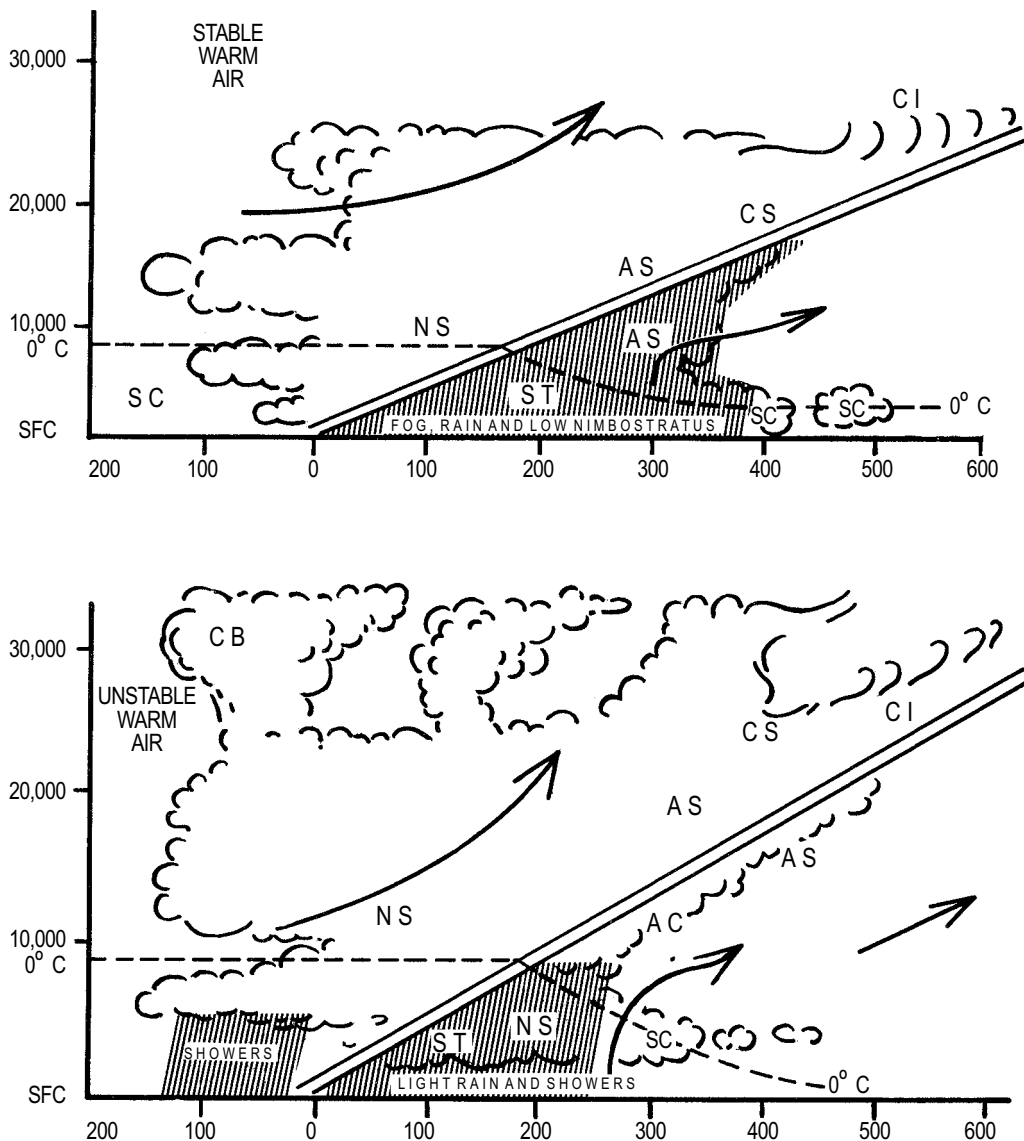 STABLE
WARM
AIR
30,000
CI
20,000
CS
AS
10,000
NS
0° C
AS
ST
SC
SC
SC
0° C
FOG, RAIN AND LOW NIMBOSTRATUS
SFC
200 100 0 100 200 300 400 500 600
CB
30,000
UNSTABLE
WARM
AIR
CI
CS
20,000
AS
AS
NS
AC
10,000
0° C
NS
ST
SC
SHOWERS
0° C
LIGHT RAIN AND SHOWERS
SFC
200 100 0 100 200 300 400 500 600